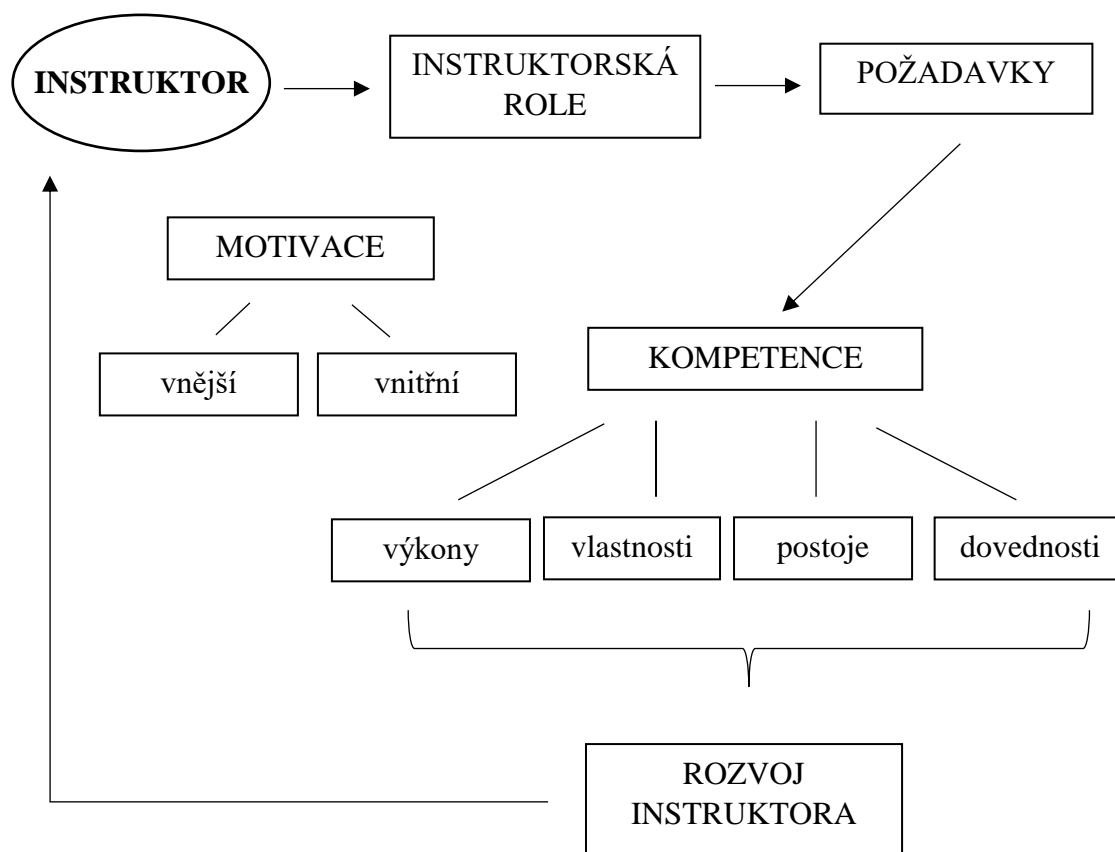 INSTRUKTOR
INSTRUKTORSKÁ
ROLE
POŽADAVKY
MOTIVACE
vnější
vnitřní
KOMPETENCE
výkony
vlastnosti
postoje
dovednosti
ROZVOJ
INSTRUKTORA